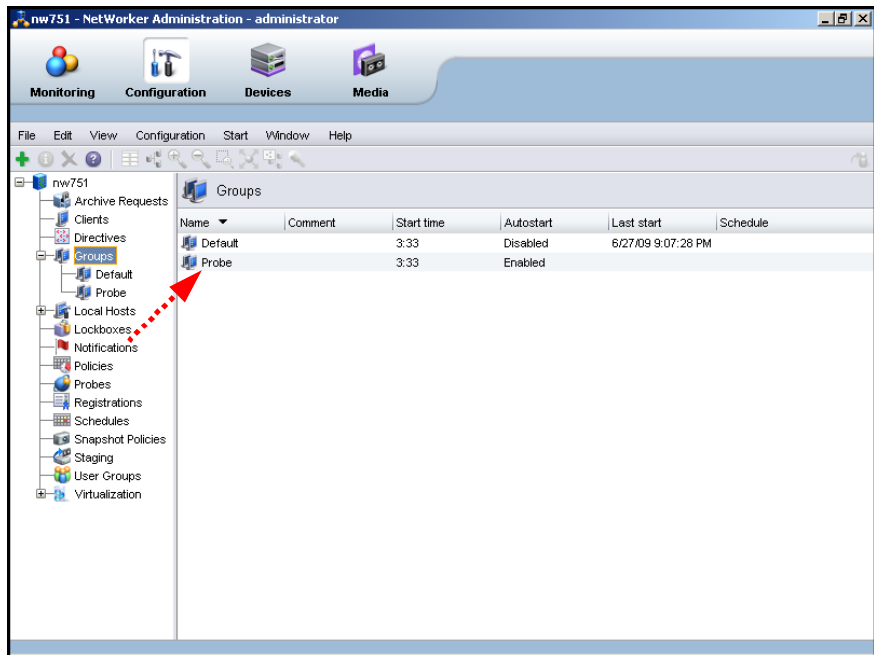 nw751 - NetWorker Administration - administrator
Monitoring Configuration Devices Media
File Edit View Configuration Start Window Help
nw751
Archive Requests
Clients
Directives
Groups
Default
Probe
Local Hosts
Lockboxes
Notifications
Policies
Probes
Registrations
Schedules
Snapshot Policies
Staging
User Groups
Virtualization
Groups
Name Comment Start time Autostart Last start Schedule
Default 3:33 Disabled 6/27/09 9:07:28 PM
Probe 3:33 Enabled